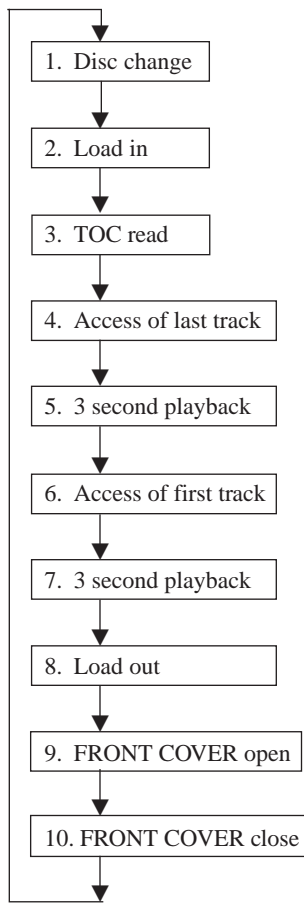 1. Disc change
2. Load in
3. TOC read
4. Access of last track
5. 3 second playback
6. Access of first track
7. 3 second playback
8. Load out
9. FRONT COVER open
10. FRONT COVER close